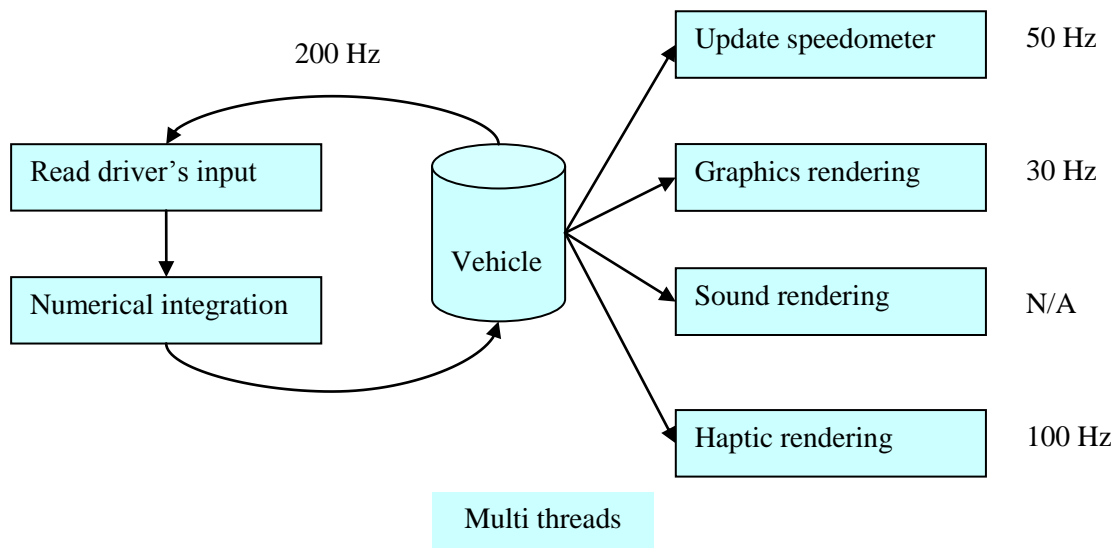 200 Hz
Read driver’s input
Numerical integration
Vehicle
Update speedometer
50 Hz
Graphics rendering
30 Hz
Sound rendering
N/A
Haptic rendering
100 Hz
Multi threads